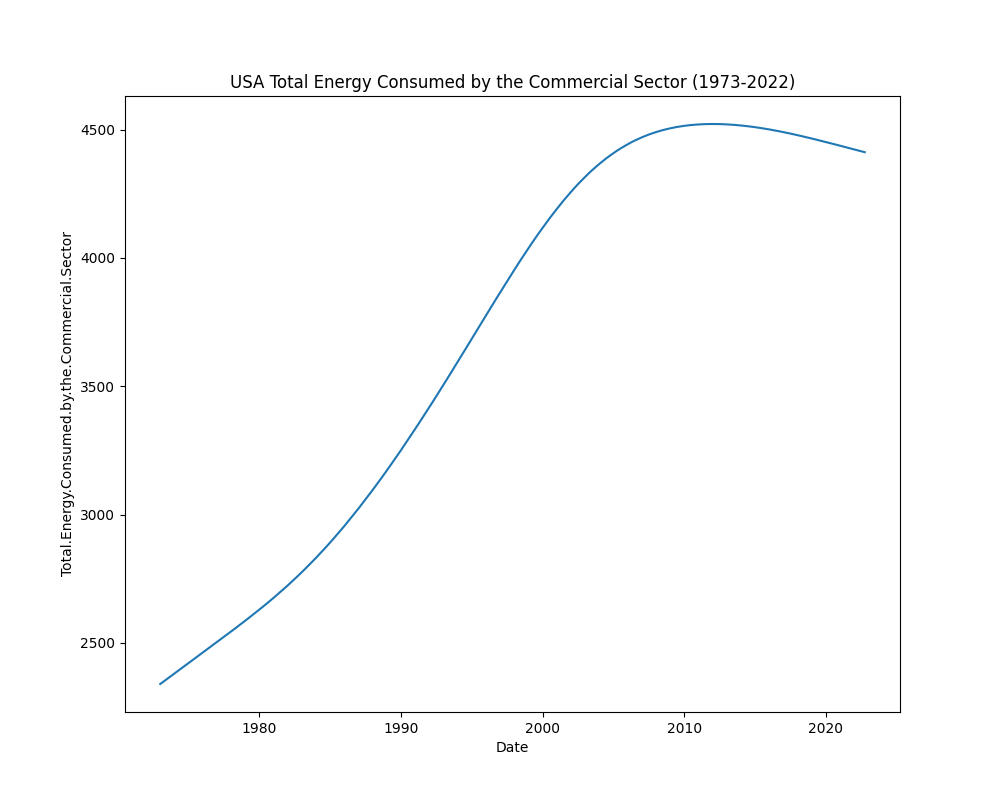 USA Total Energy Consumed by the Commercial Sector (1973-2022)
Total.Energy.Consumed.by.the.Commercial.Sector
4500
4000
3500
3000
2500
1980 1990 2000 2010 2020
Date